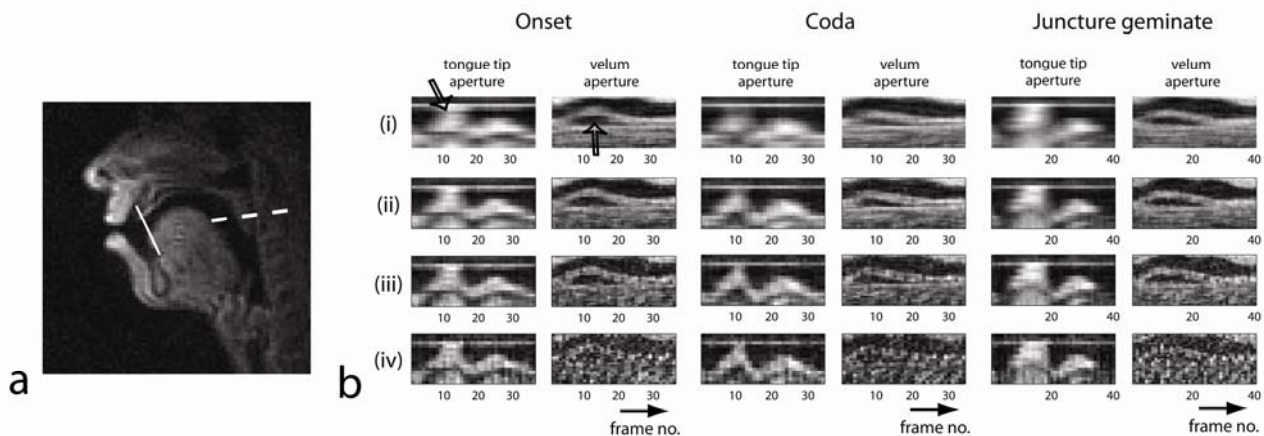 Onset Coda Juncture geminate
tongue tip aperture velum aperture tongue tip aperture velum aperture tongue tip aperture velum aperture
(i)
10 20 30 10 20 30 10 20 30 10 20 30 20 40 20 40
(ii)
10 20 30 10 20 30 10 20 30 10 20 30 20 40 20 40
(iii)
10 20 30 10 20 30 10 20 30 10 20 30 20 40 20 40
(iv)
10 20 30 10 20 30 10 20 30 10 20 30 20 40 20 40
a b
frame no. frame no. frame no.